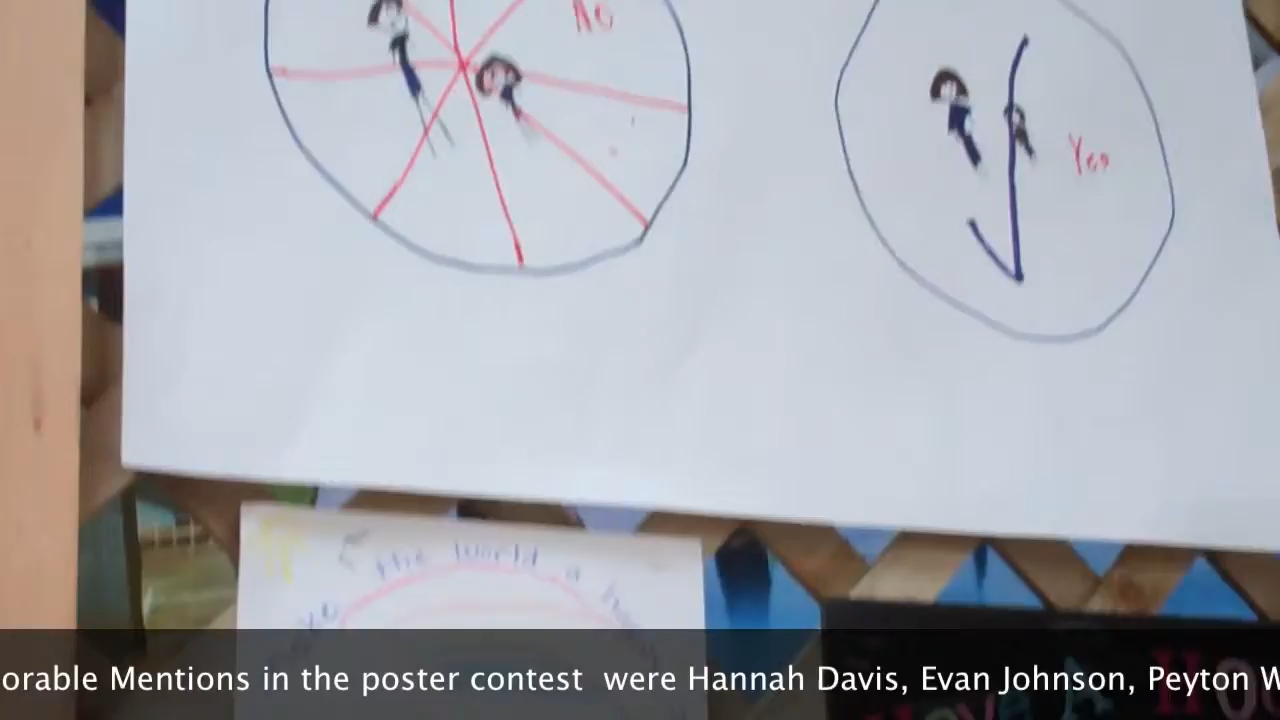 No
Yes
the World a
orable Mentions in the poster contest  were Hannah Davis, Evan Johnson, Peyton W